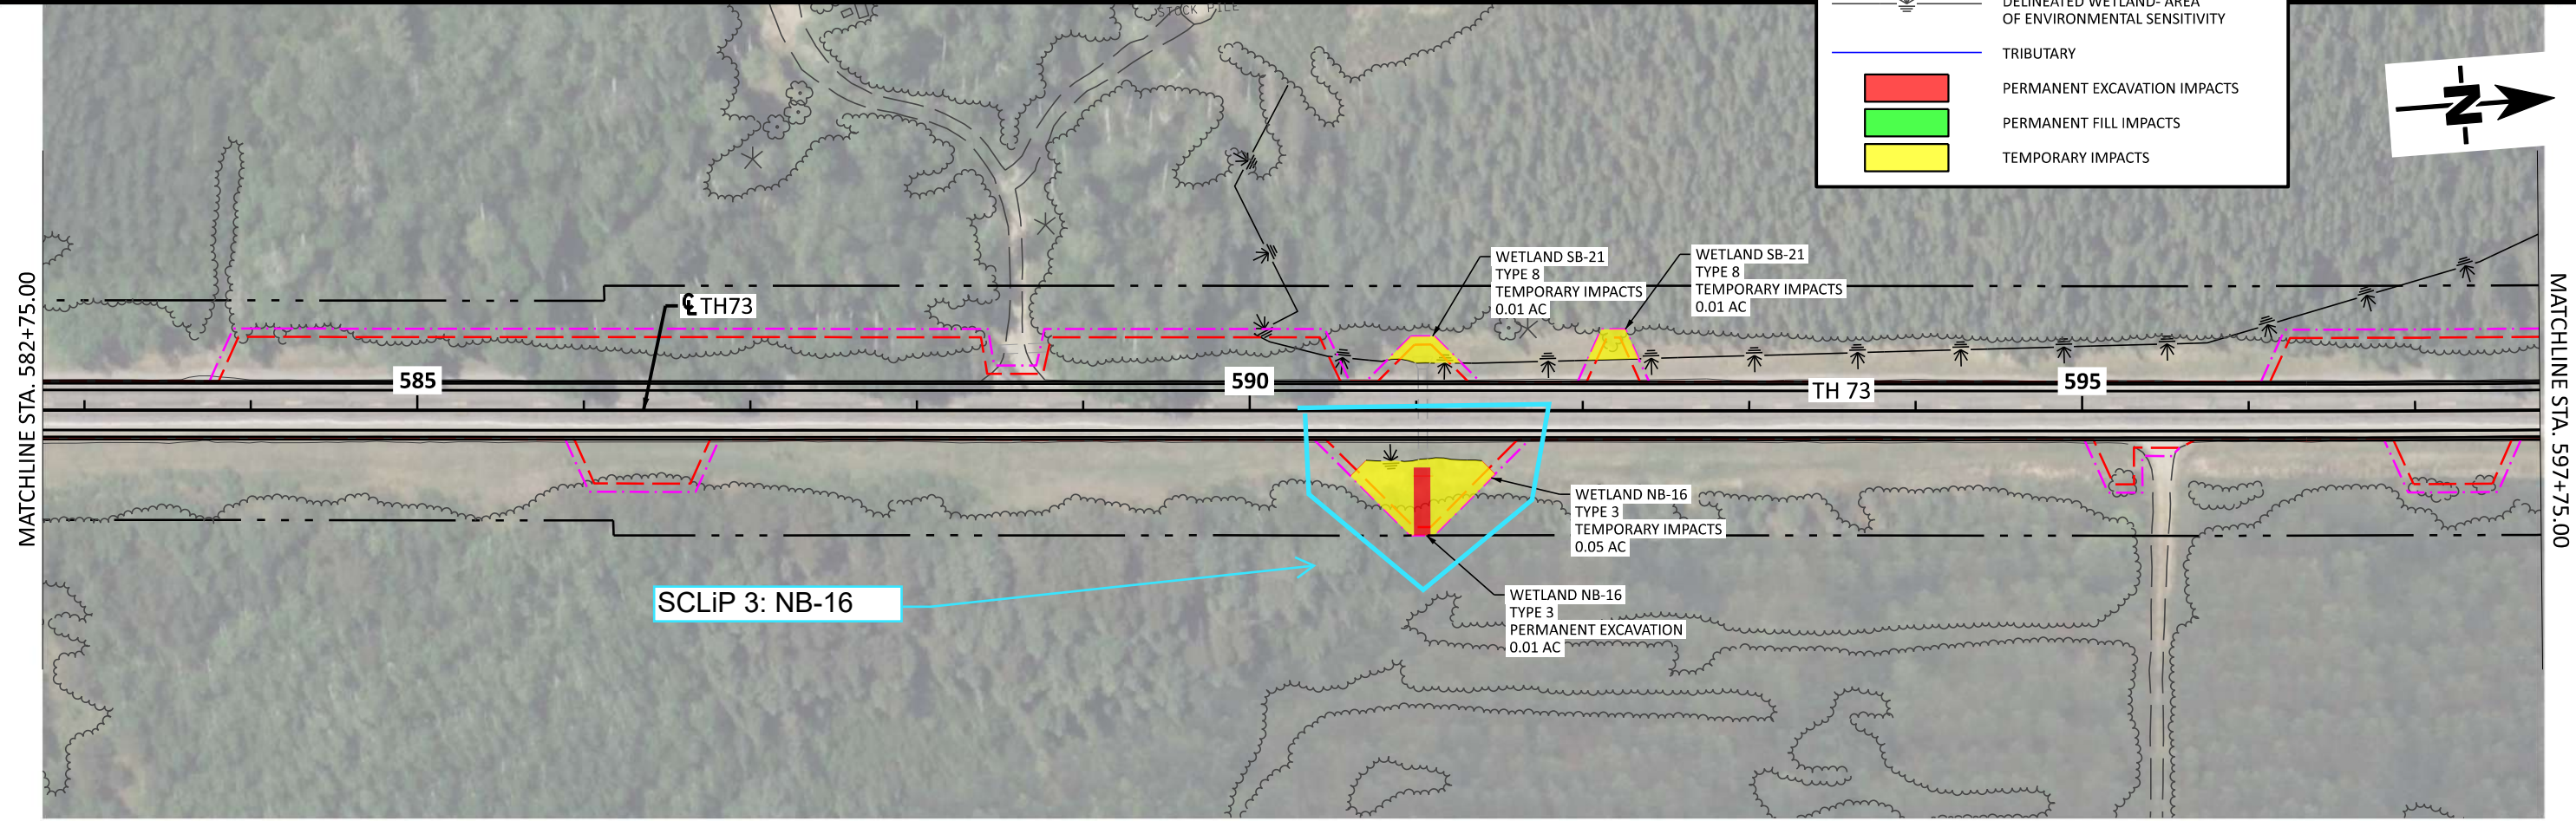 STOCK PILE
DELINEATED WETLAND- AREA
OF ENVIRONMENTAL SENSITIVITY
TRIBUTARY
PERMANENT EXCAVATION IMPACTS
PERMANENT FILL IMPACTS
TEMPORARY IMPACTS
N
WETLAND SB-21
TYPE 8
TEMPORARY IMPACTS
0.01 AC
WETLAND SB-21
TYPE 8
TEMPORARY IMPACTS
0.01 AC
MATCHLINE STA. 582+75.00
℄ TH73
585
590
TH 73
595
MATCHLINE STA. 597+75.00
WETLAND NB-16
TYPE 3
TEMPORARY IMPACTS
0.05 AC
SCLiP 3: NB-16
WETLAND NB-16
TYPE 3
PERMANENT EXCAVATION
0.01 AC